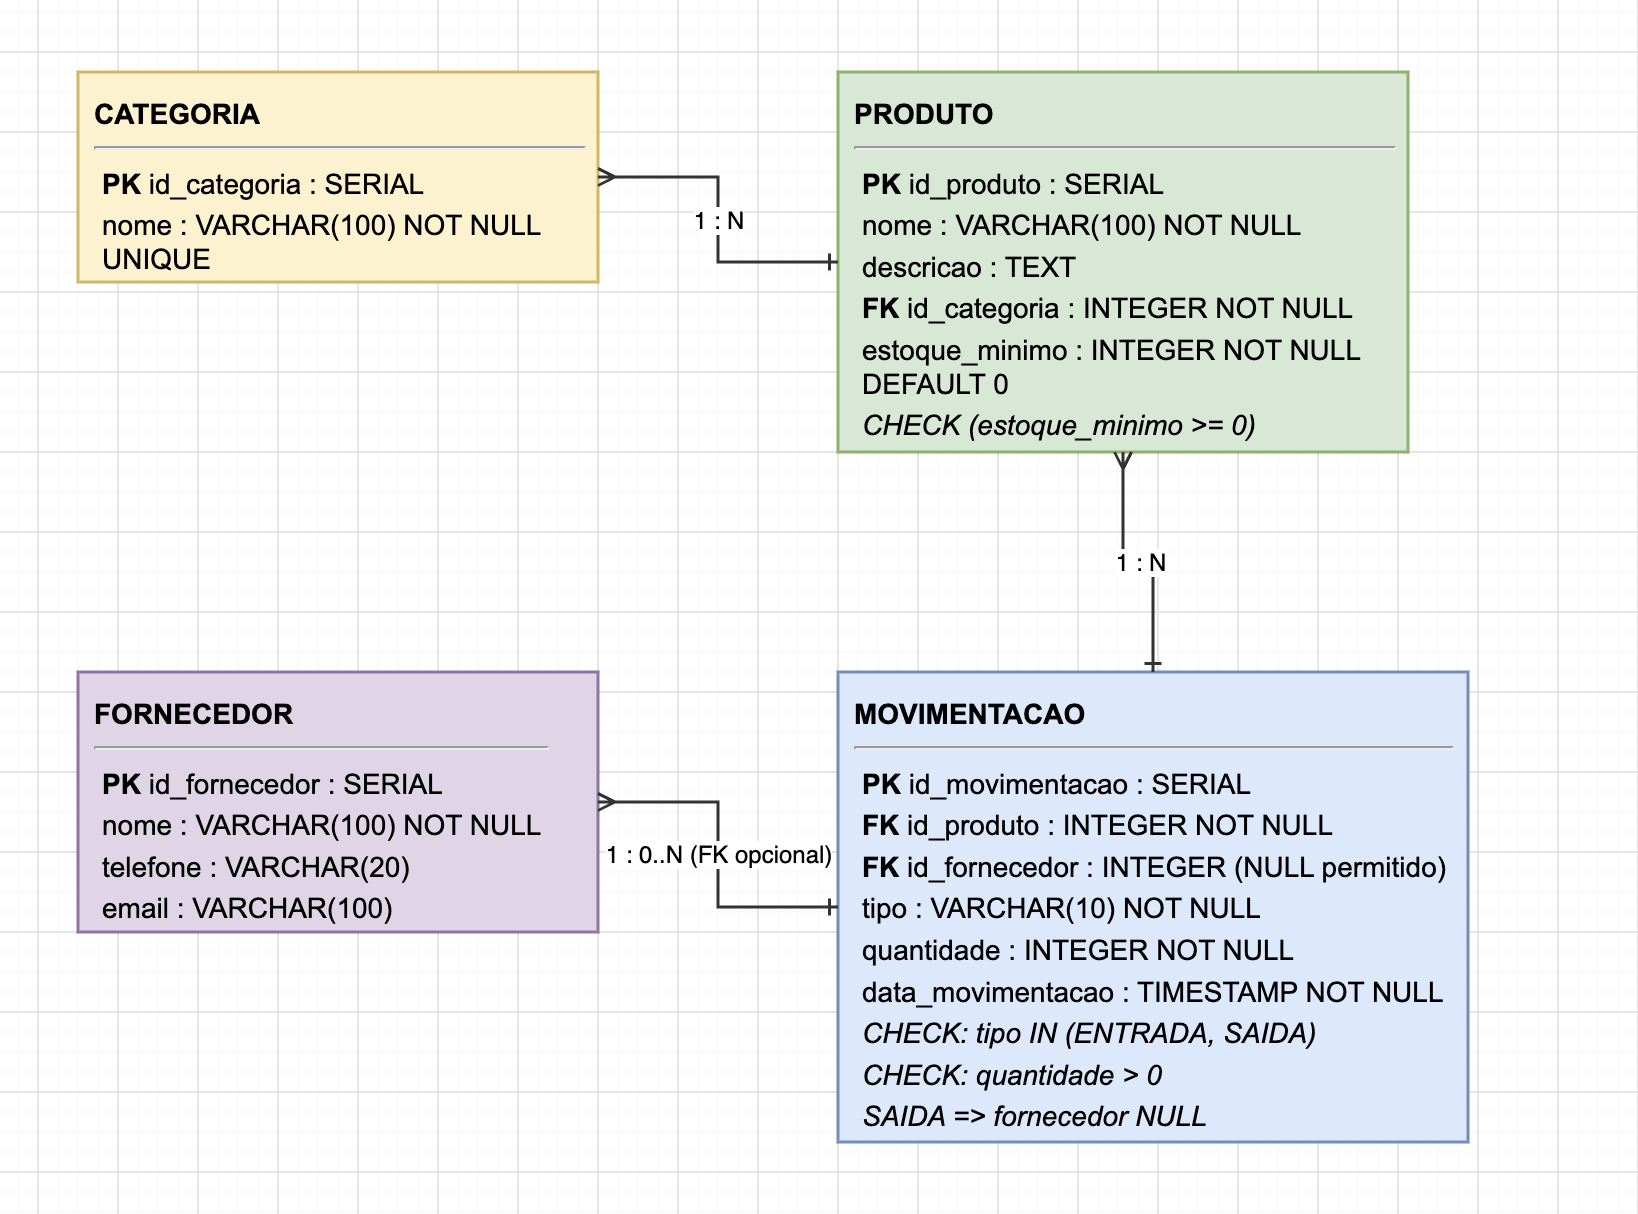 CATEGORIA
PK id_categoria : SERIAL
nome : VARCHAR(100) NOT NULL
UNIQUE
1 : N
PRODUTO
PK id_produto : SERIAL
nome : VARCHAR(100) NOT NULL
descricao : TEXT
FK id_categoria : INTEGER NOT NULL
estoque_minimo : INTEGER NOT NULL
DEFAULT 0
CHECK (estoque_minimo >= 0)
1 : N
FORNECEDOR
PK id_fornecedor : SERIAL
nome : VARCHAR(100) NOT NULL
telefone : VARCHAR(20)
email : VARCHAR(100)
1 : 0..N (FK opcional)
MOVIMENTACAO
PK id_movimentacao : SERIAL
FK id_produto : INTEGER NOT NULL
FK id_fornecedor : INTEGER (NULL permitido)
tipo : VARCHAR(10) NOT NULL
quantidade : INTEGER NOT NULL
data_movimentacao : TIMESTAMP NOT NULL
CHECK: tipo IN (ENTRADA, SAIDA)
CHECK: quantidade > 0
SAIDA => fornecedor NULL